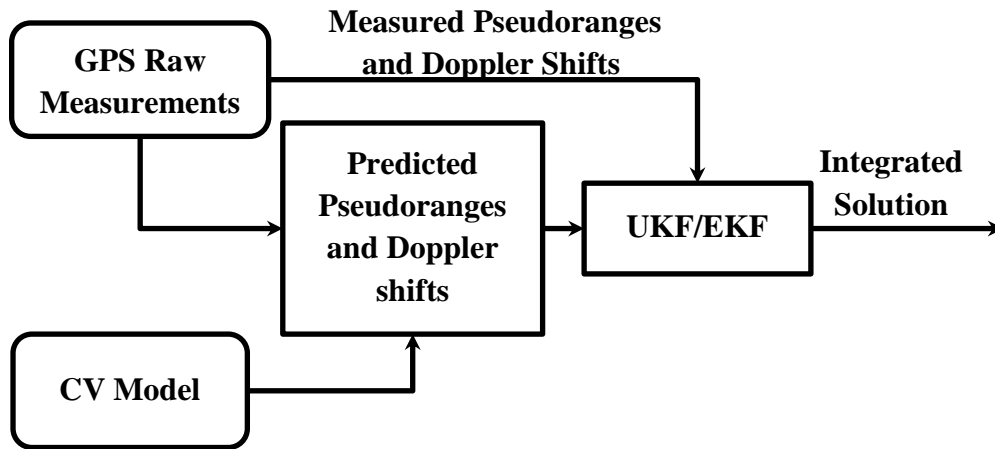 Measured Pseudoranges
and Doppler Shifts
GPS Raw
Measurements
Predicted
Pseudoranges
and Doppler
shifts
Integrated
Solution
UKF/EKF
CV Model